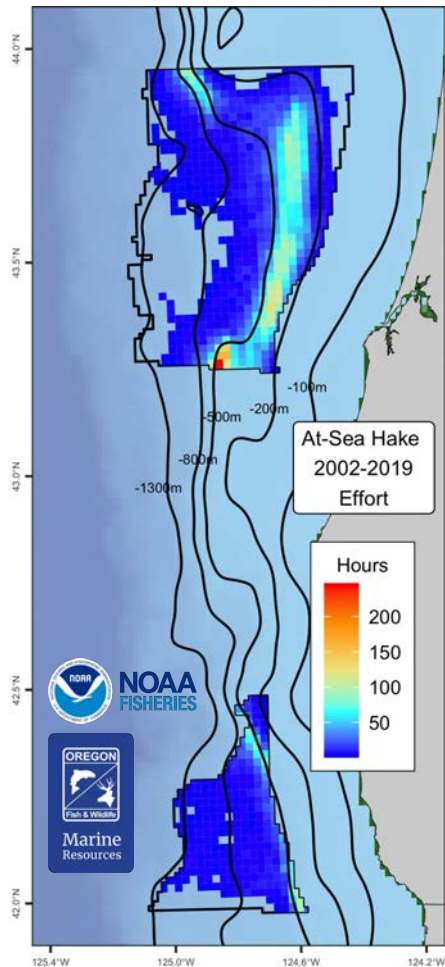 44.0°N
43.5°N
43.0°N
42.5°N
42.0°N
-100m
-200m
-500m
-800m
-1300m
At-Sea Hake
2002-2019
Effort
Hours
200
150
100
50
NOAA
NOAA
FISHERIES
OREGON
Fish & Wildlife
Marine
Resources
125.4°W
125.0°W
124.6°W
124.2°W